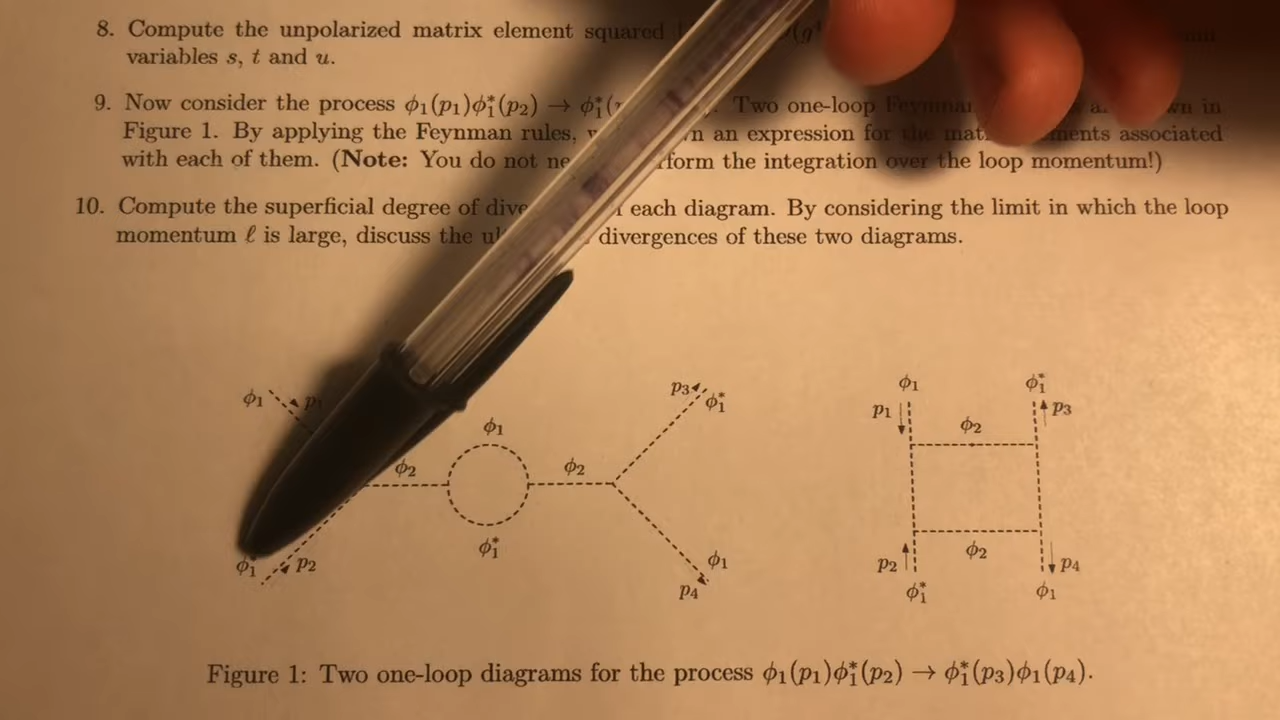 8. Compute the unpolarized matrix element squared
variables s, t and u.
9. Now consider the process ϕ₁(p₁)ϕ₁*(p₂) → ϕ₁*( Two one-loop Feynman in
Figure 1. By applying the Feynman rules, an expression for the associated
with each of them. (Note: You do not the integration over the loop momentum!)
10. Compute the superficial degree of each diagram. By considering the limit in which the loop
momentum ℓ is large, discuss the divergences of these two diagrams.
ϕ₁ p₁
ϕ₂
ϕ₁
ϕ₁*
ϕ₂
p₃ ϕ₁*
ϕ₁* p₂
ϕ₁
p₄
ϕ₁ ϕ₁*
p₁ ϕ₂ p₃
p₂ ϕ₂ p₄
ϕ₁* ϕ₁
Figure 1: Two one-loop diagrams for the process ϕ₁(p₁)ϕ₁*(p₂) → ϕ₁*(p₃)ϕ₁(p₄).